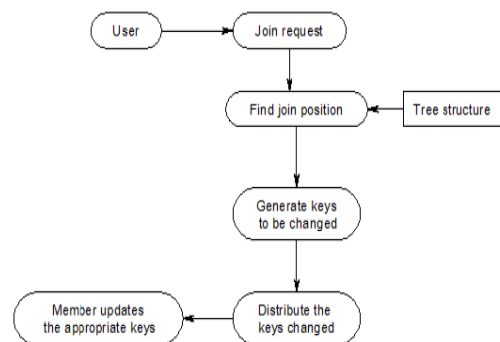 User
Join request
Find join position
Tree structure
Generate keys
to be changed
Distribute the
keys changed
Member updates
the appropriate keys